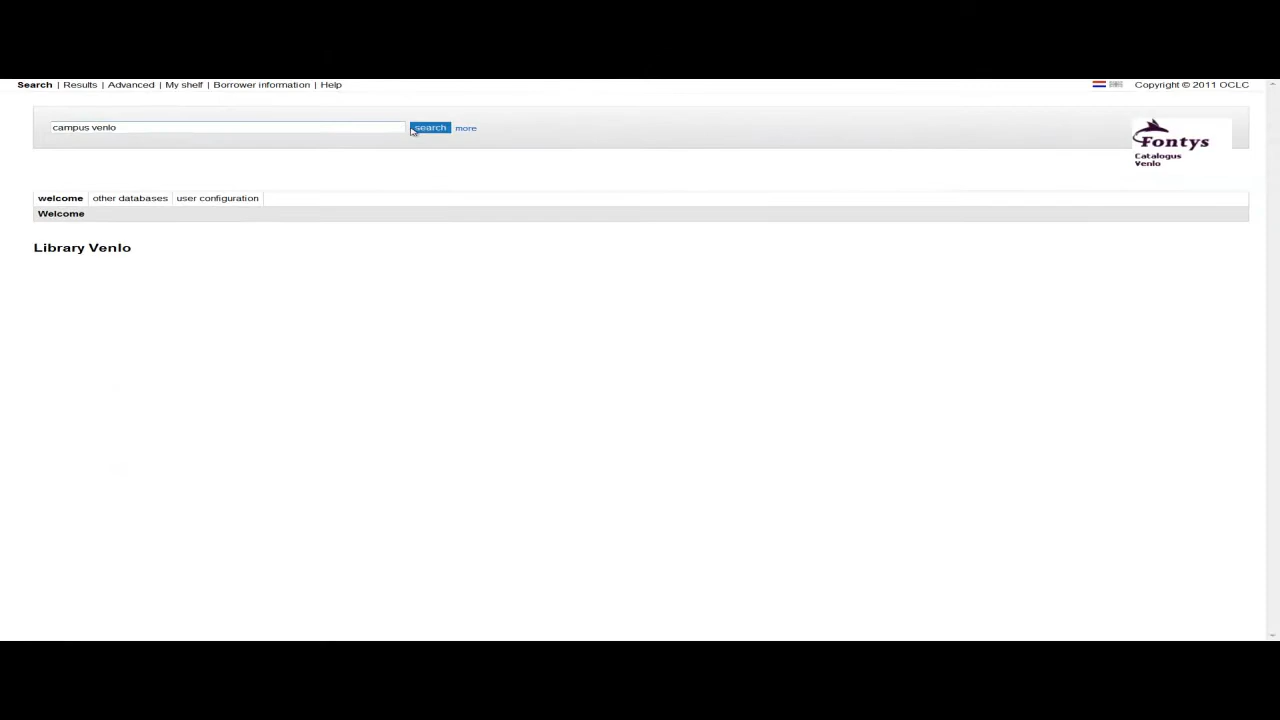 Search | Results | Advanced | My shelf | Borrower information | Help
Copyright © 2011 OCLC
campus venlo
search more
Fontys
Catalogus
Venlo
welcome other databases user configuration
Welcome
Library Venlo